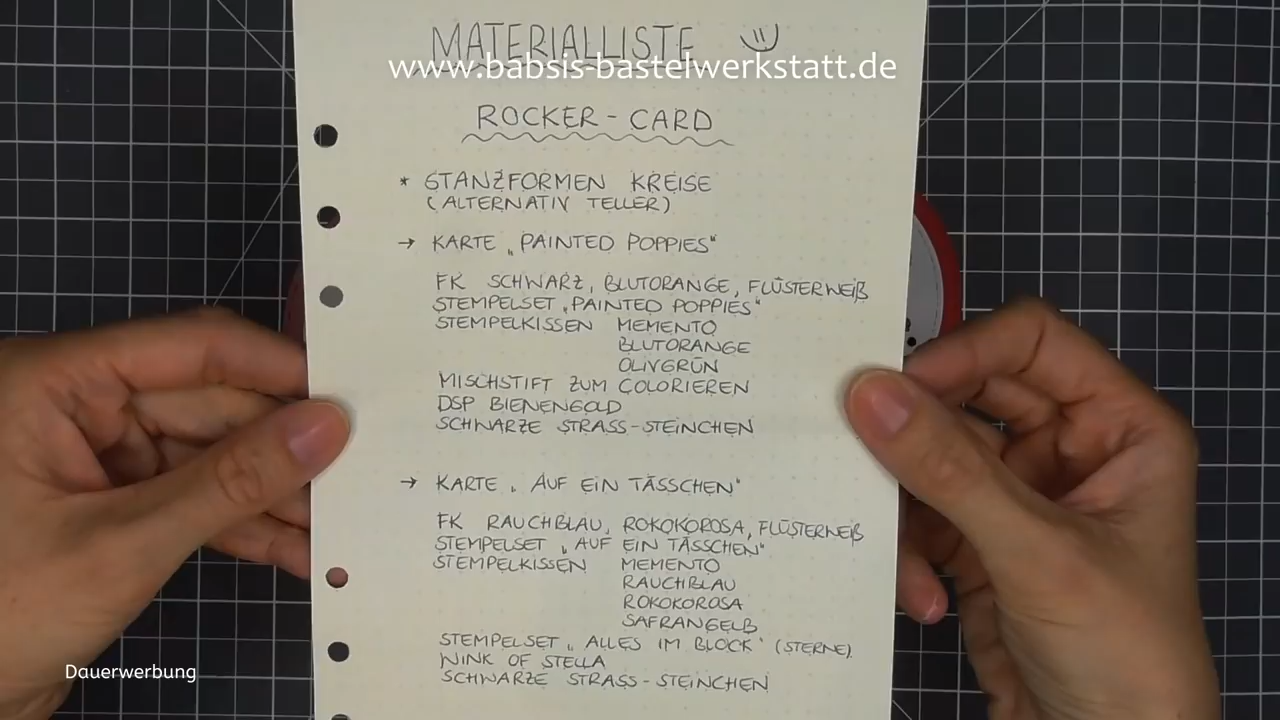 MATERIALLISTE
www.babsis-bastelwerkstatt.de
ROCKER - CARD
* STANZFORMEN KREISE
(ALTERNATIV TELLER)
→ KARTE „PAINTED POPPIES"
FK SCHWARZ, BLUTORANGE, FLÜSTERWEIß
STEMPELSET „PAINTED POPPIES"
STEMPELKISSEN MEMENTO
BLUTORANGE
OLIVGRÜN
MISCHSTIFT ZUM COLORIEREN
DSP BIENENGOLD
SCHWARZE STRASS-STEINCHEN
→ KARTE „AUF EIN TÄSSCHEN"
FK RAUCHBLAU, ROKOKOROSA, FLÜSTERWEIß
STEMPELSET „AUF EIN TÄSSCHEN"
STEMPELKISSEN MEMENTO
RAUCHBLAU
ROKOKOROSA
SAFRANGELB
STEMPELSET „ALLES IM BLOCK" (STERNE)
WINK OF STELLA
SCHWARZE STRASS-STEINCHEN
Dauerwerbung